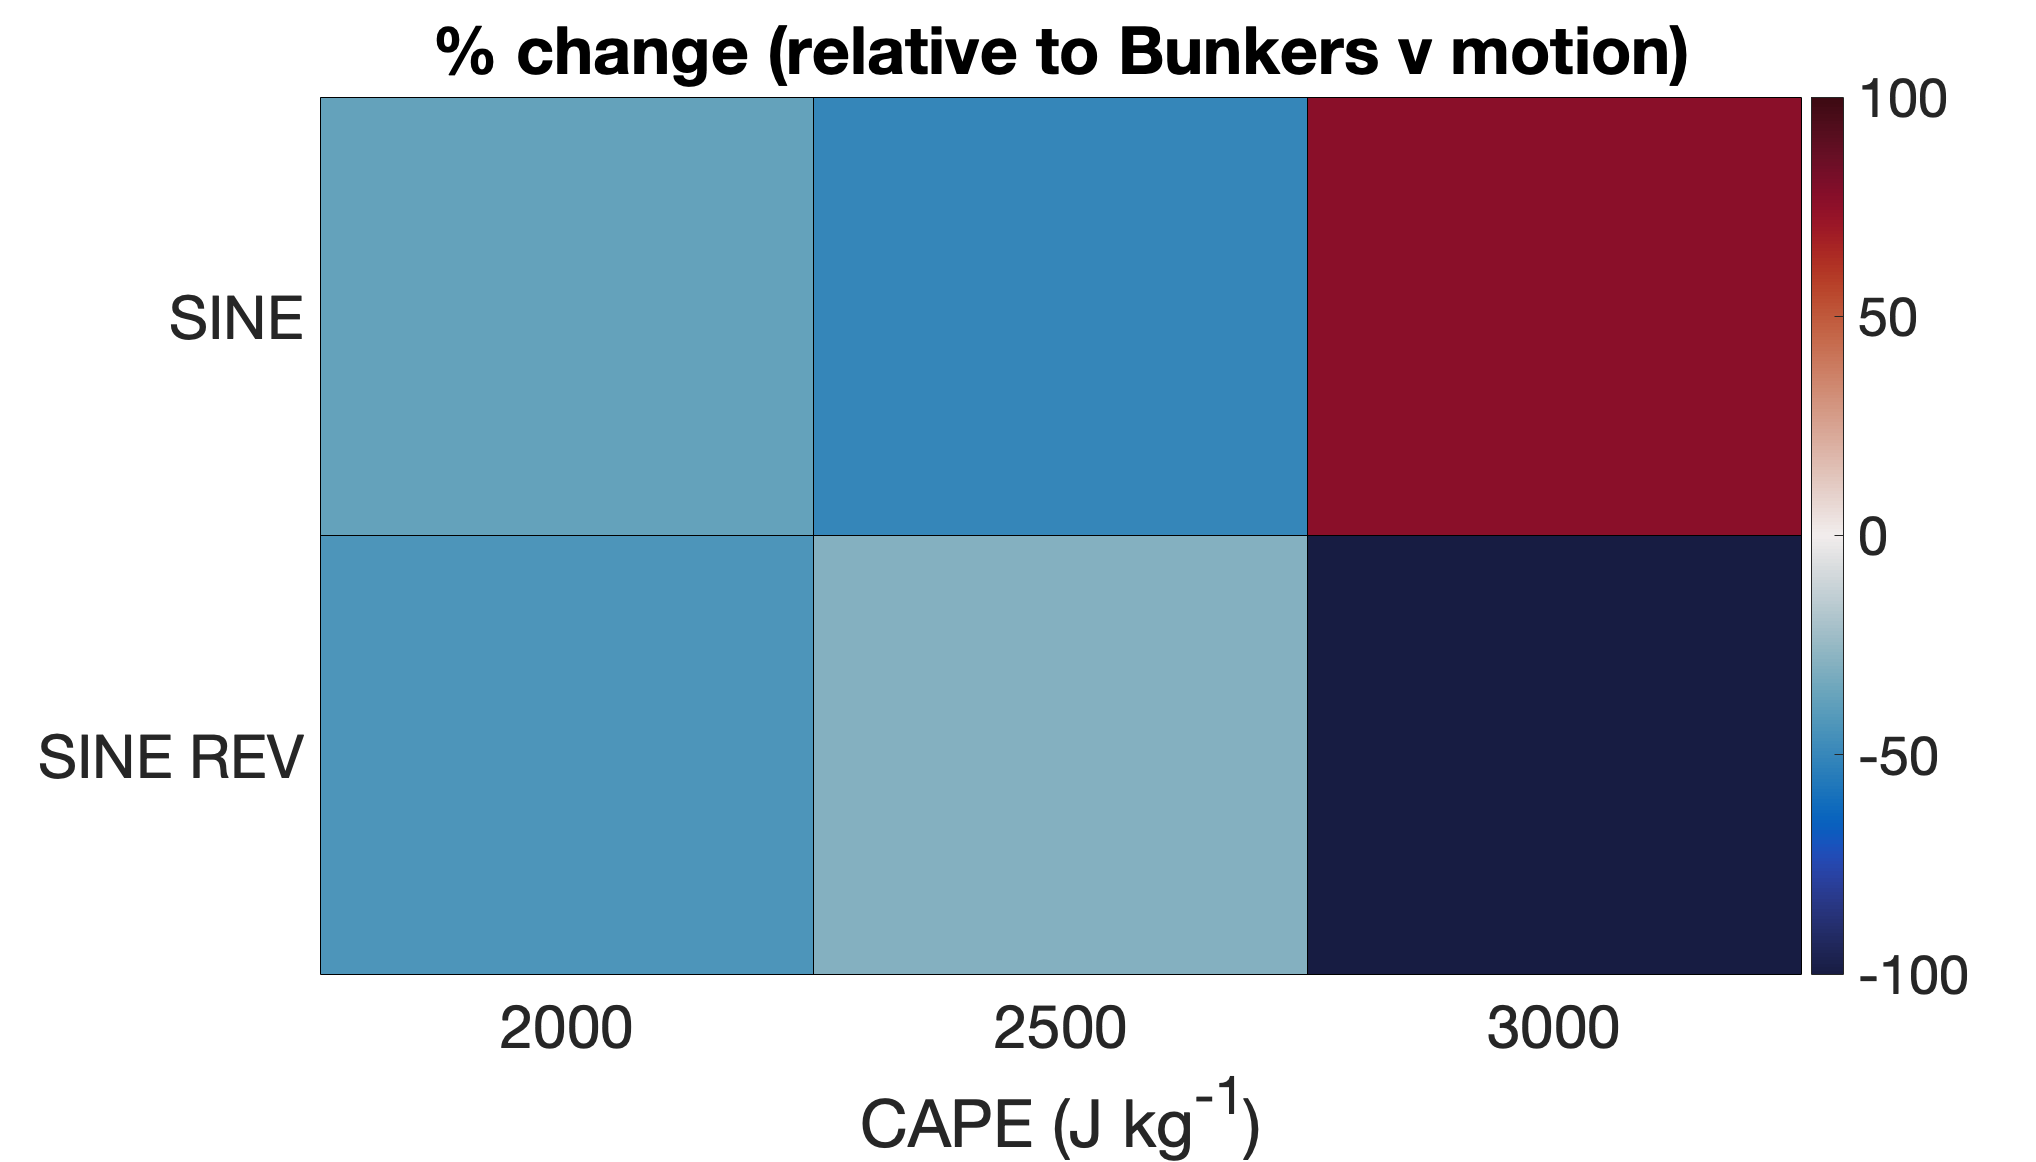 % change (relative to Bunkers v motion)
100
50
0
-50
-100
SINE
SINE REV
2000 2500 3000
CAPE (J kg⁻¹)